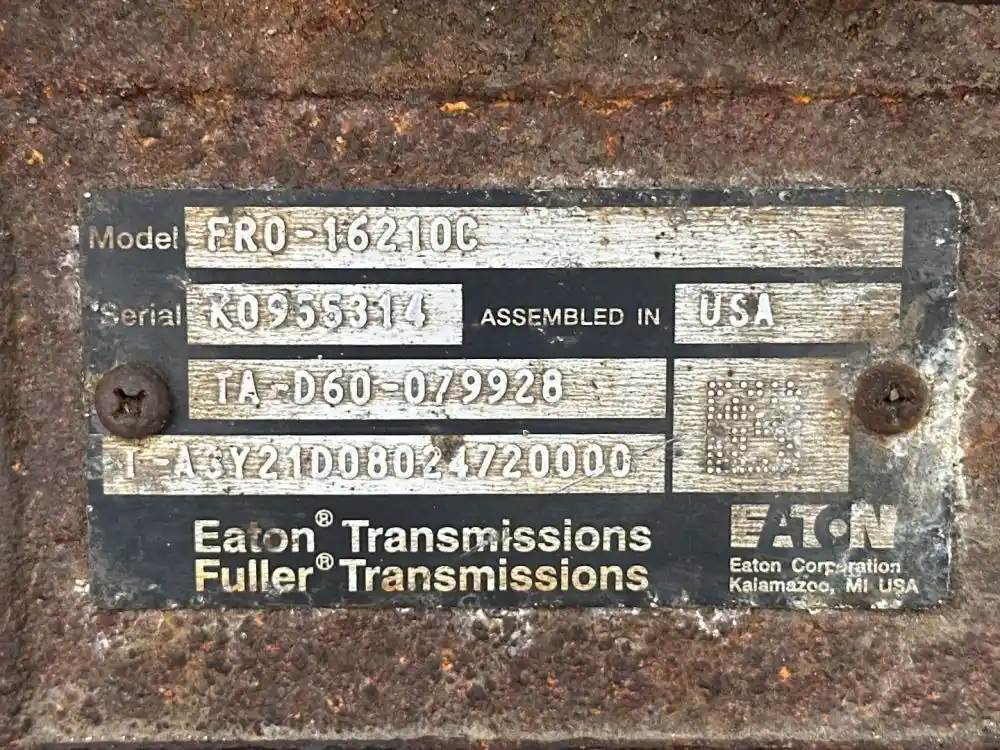 Model FRO-16210C
Serial K0955314 ASSEMBLED IN USA
TA-D60-079928
T-A3Y21D08024720000
Eaton® Transmissions
Fuller® Transmissions
EATON
Eaton Corporation
Kalamazoo, MI USA